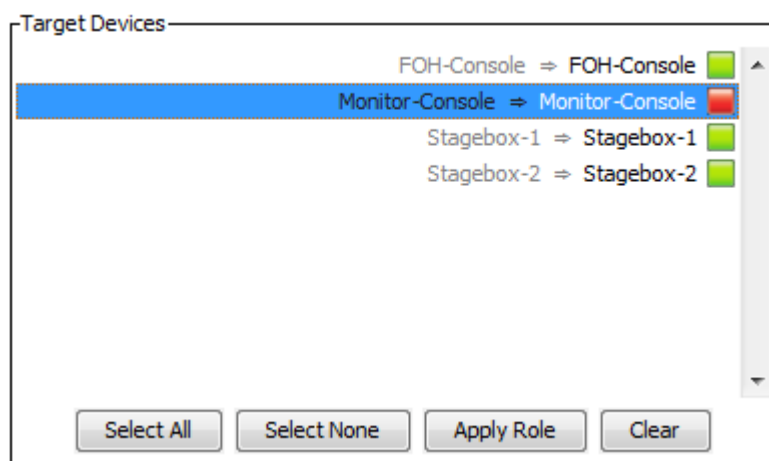 Target Devices
FOH-Console ⇒ FOH-Console
Monitor-Console ⇒ Monitor-Console
Stagebox-1 ⇒ Stagebox-1
Stagebox-2 ⇒ Stagebox-2
Select All Select None Apply Role Clear